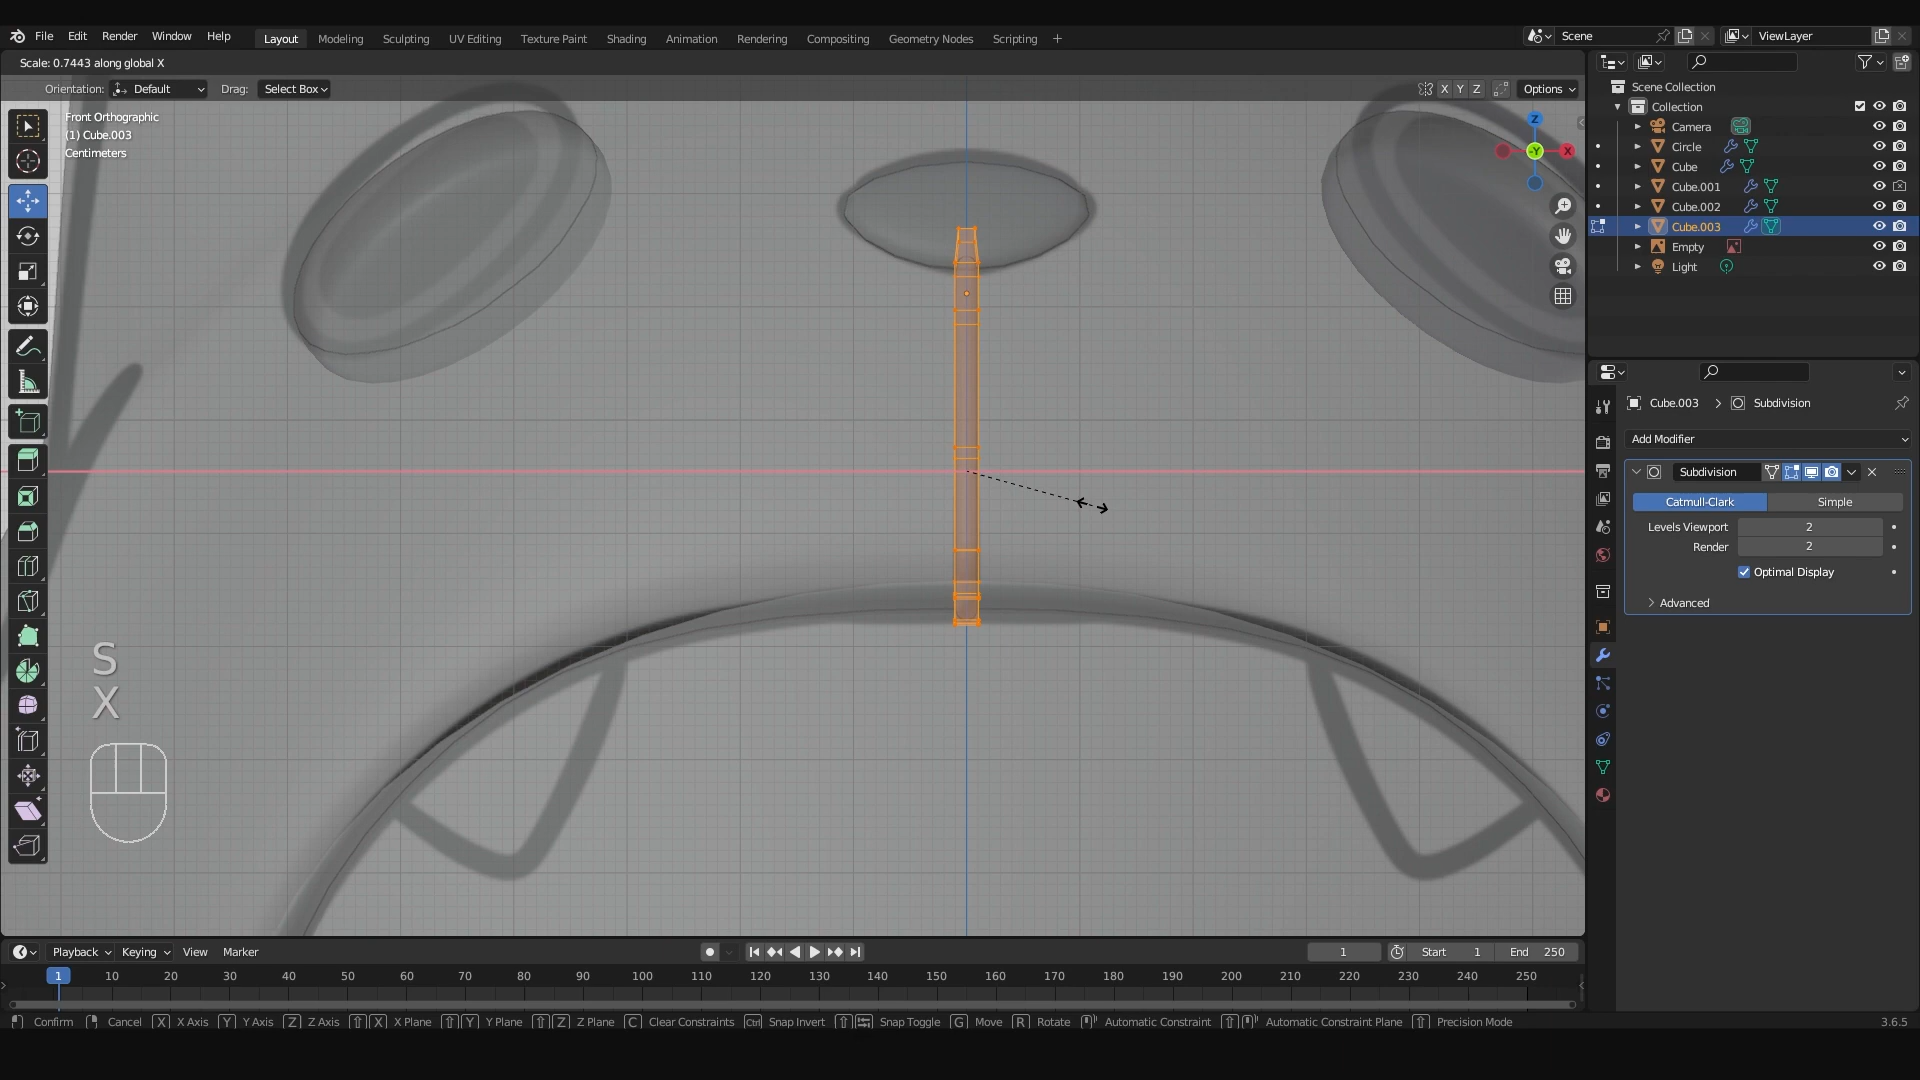 File Edit Render Window Help Layout Modeling Sculpting UV Editing Texture Paint Shading Animation Rendering Compositing Geometry Nodes Scripting + Scene ViewLayer
Scale: 0.7443 along global X
Orientation: Default Drag: Select Box X Y Z Options
Front Orthographic
(1) Cube.003
Centimeters
Z
-Y
X
Scene Collection
Collection
Camera
Circle
Cube
Cube.001
Cube.002
Cube.003
Empty
Light
Cube.003 > Subdivision
Add Modifier
Subdivision
Catmull-Clark Simple
Levels Viewport 2
Render 2
Optimal Display
Advanced
S
X
Playback Keying View Marker 1 Start 1 End 250
1 10 20 30 40 50 60 70 80 90 100 110 120 130 140 150 160 170 180 190 200 210 220 230 240 250
Confirm Cancel X X Axis Y Y Axis Z Z Axis X X Plane Y Y Plane Z Z Plane C Clear Constraints Ctrl Snap Invert Snap Toggle G Move R Rotate Automatic Constraint Automatic Constraint Plane Precision Mode 3.6.5